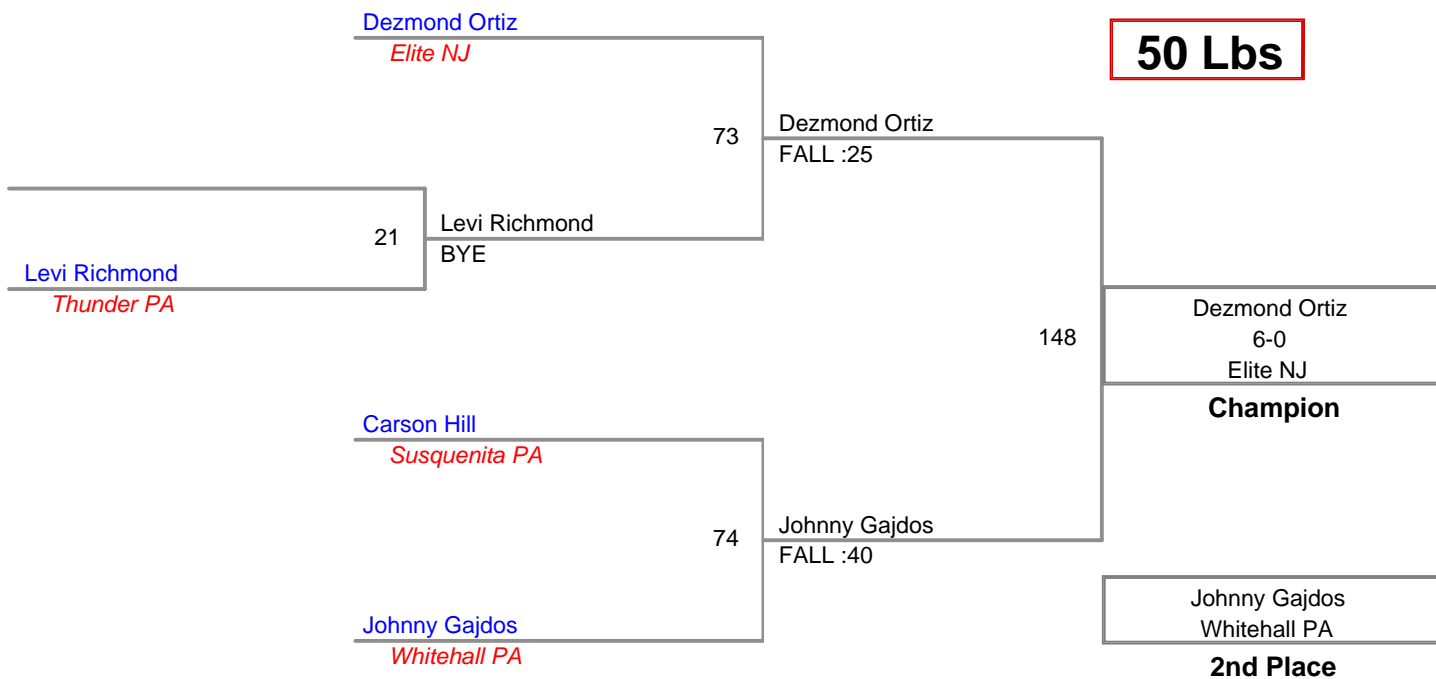 Dezmond Ortiz
Elite NJ
50 Lbs
73
Dezmond Ortiz
FALL :25
21
Levi Richmond
BYE
Levi Richmond
Thunder PA
148
Dezmond Ortiz
6-0
Elite NJ
Champion
Carson Hill
Susquenita PA
74
Johnny Gajdos
FALL :40
Johnny Gajdos
Whitehall PA
Johnny Gajdos
Whitehall PA
2nd Place